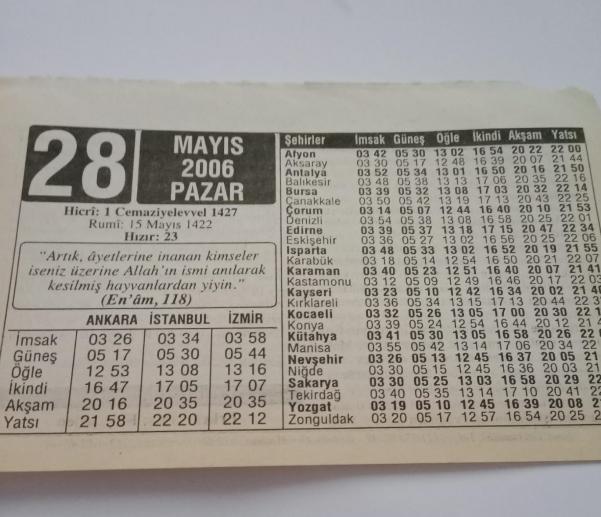 28
MAYIS
2006
PAZAR
Hicrî: 1 Cemaziyelevvel 1427
Rumî: 15 Mayıs 1422
Hızır: 23
"Artık, âyetlerine inanan kimseler
iseniz üzerine Allah'ın ismi anılarak
kesilmiş hayvanlardan yiyin."
(En'âm, 118)
ANKARA İSTANBUL İZMİR
İmsak 03 26 03 34 03 58
Güneş 05 17 05 30 05 44
Öğle 12 53 13 08 13 16
İkindi 16 47 17 05 17 07
Akşam 20 16 20 35 20 35
Yatsı 21 58 22 20 22 12
Şehirler İmsak Güneş Öğle İkindi Akşam Yatsı
Afyon 03 42 05 30 13 02 16 54 20 22 22 00
Aksaray 03 30 05 17 12 48 16 39 20 07 21 44
Antalya 03 52 05 34 13 01 16 50 20 16 21 50
Balıkesir 03 48 05 38 13 13 17 06 20 35 22 16
Bursa 03 39 05 32 13 08 17 03 20 32 22 14
Çanakkale 03 50 05 42 13 19 17 13 20 43 22 25
Çorum 03 14 05 07 12 44 16 40 20 10 21 53
Denizli 03 54 05 38 13 08 16 58 20 25 22 01
Edirne 03 39 05 37 13 18 17 15 20 47 22 34
Eskişehir 03 36 05 27 13 02 16 56 20 25 22 06
Isparta 03 48 05 33 13 02 16 52 20 19 21 55
Karabük 03 18 05 14 12 54 16 50 20 21 22 07
Karaman 03 40 05 23 12 51 16 40 20 07 21 41
Kastamonu 03 12 05 09 12 49 16 46 20 17 22 03
Kayseri 03 23 05 10 12 42 16 34 20 02 21 40
Kırklareli 03 36 05 34 13 15 17 13 20 44 22
Kocaeli 03 32 05 26 13 05 17 00 20 30 22 1
Konya 03 39 05 24 12 54 16 44 20 12 21 4
Kütahya 03 41 05 30 13 05 16 58 20 26 22 0
Manisa 03 55 05 42 13 14 17 06 20 34 22
Nevşehir 03 26 05 13 12 45 16 37 20 05 21
Niğde 03 30 05 15 12 45 16 36 20 03 21
Sakarya 03 30 05 25 13 03 16 58 20 29 22
Tekirdağ 03 40 05 35 13 14 17 10 20 41 22
Yozgat 03 19 05 10 12 45 16 39 20 08 21
Zonguldak 03 20 05 17 12 57 16 54 20 25 2